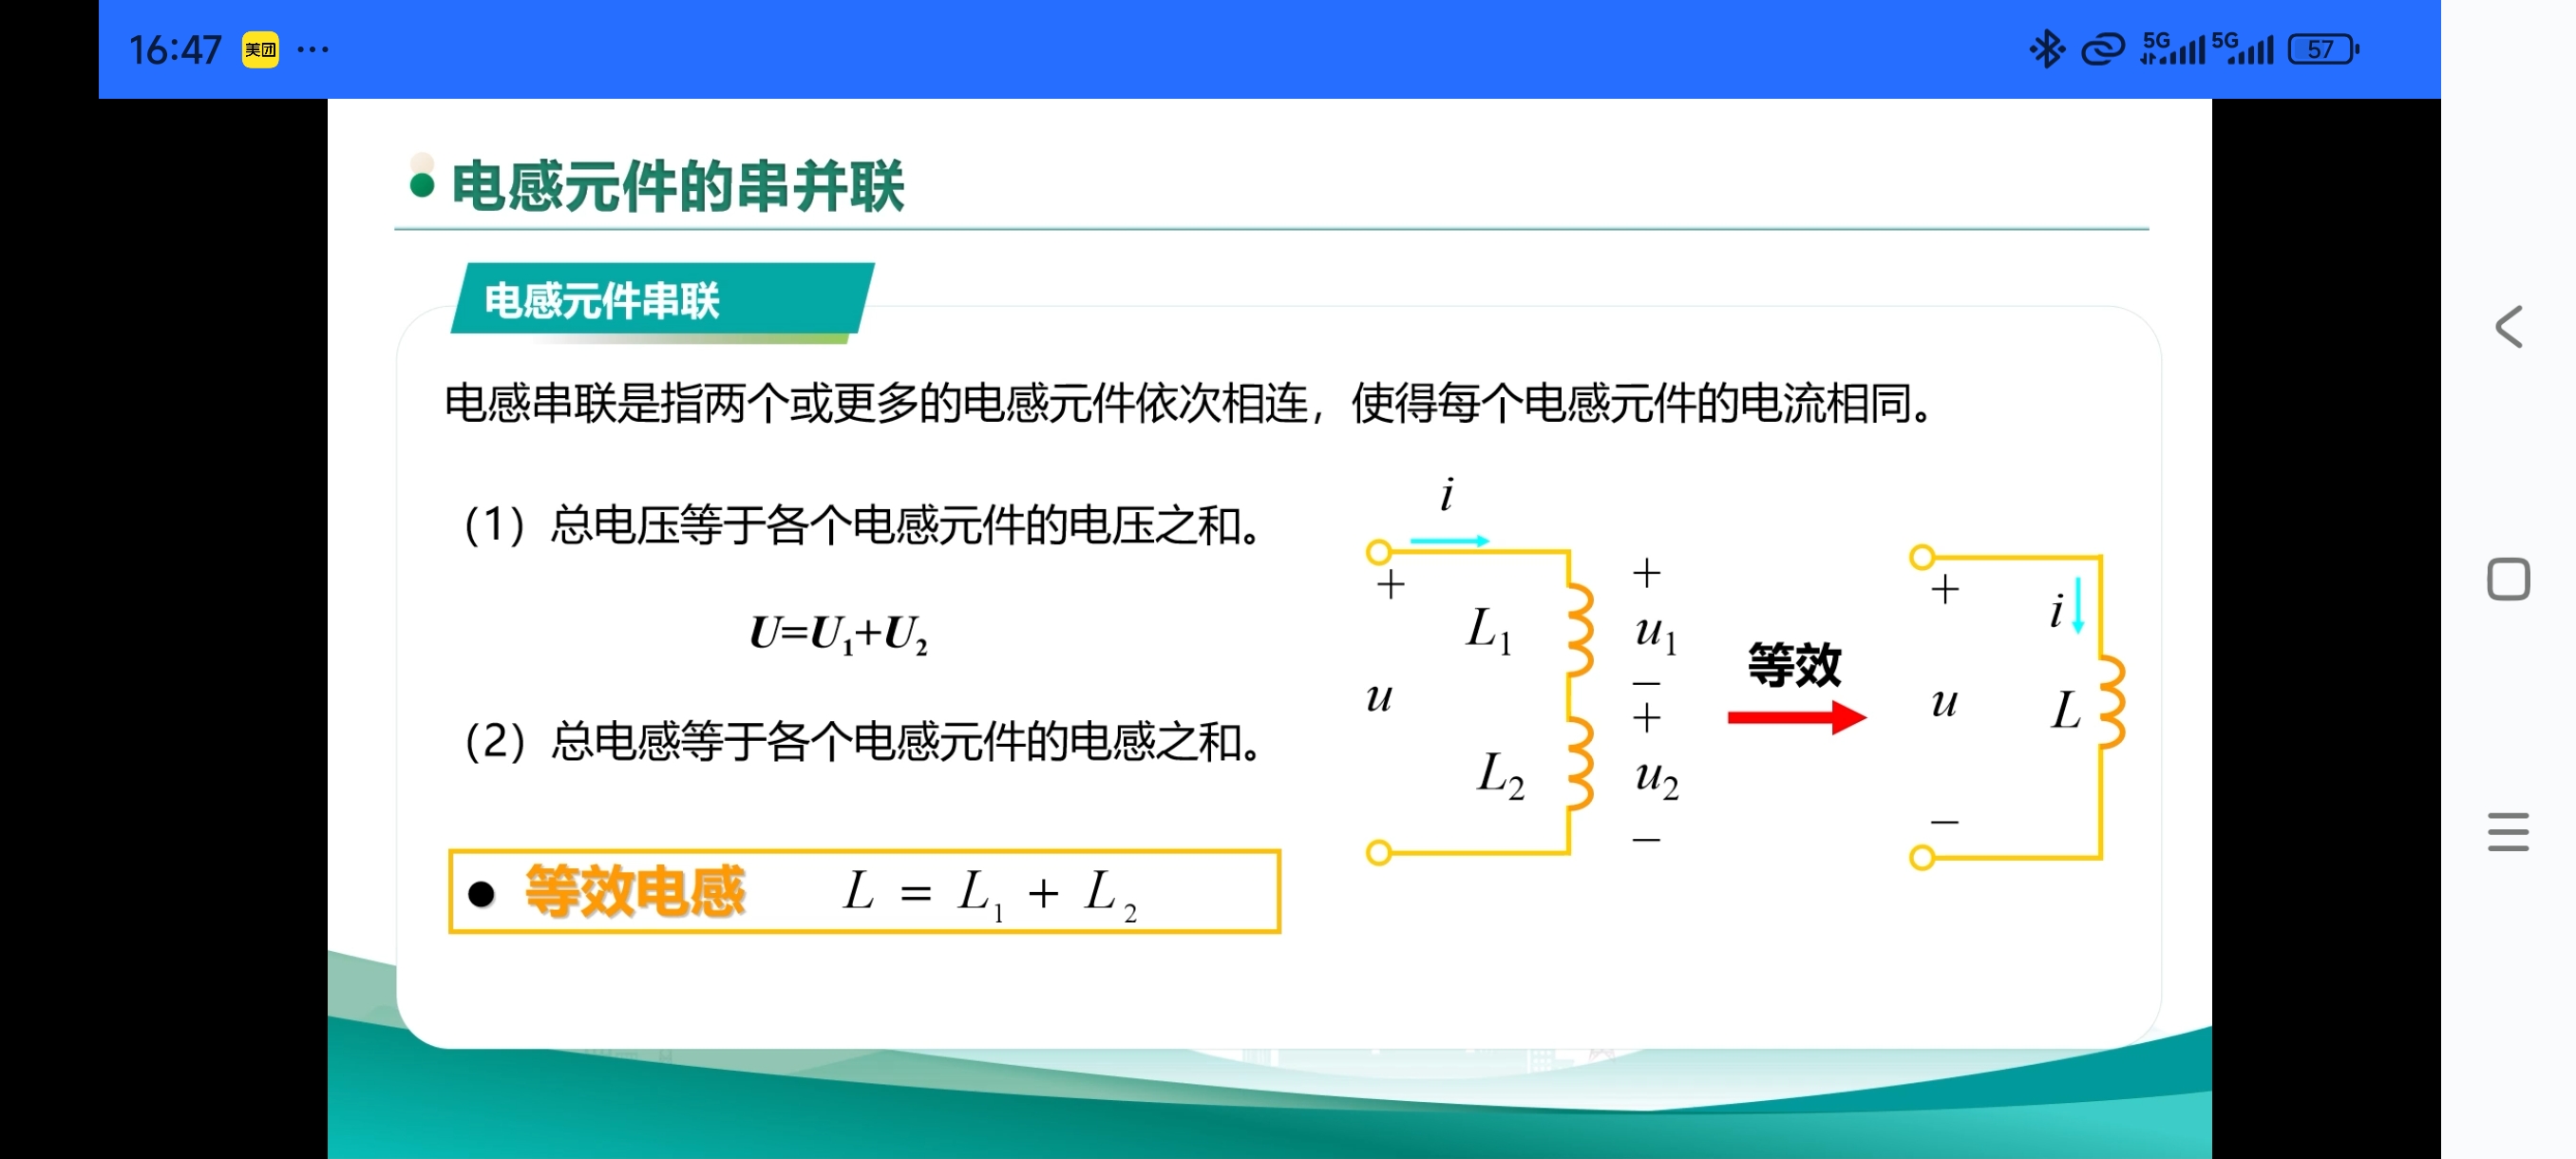 16:47 美团 ···
5G 5G 57
电感元件的串并联
电感元件串联
电感串联是指两个或更多的电感元件依次相连，使得每个电感元件的电流相同。
（1）总电压等于各个电感元件的电压之和。
U=U₁+U₂
（2）总电感等于各个电感元件的电感之和。
● 等效电感 L = L₁ + L₂
i
+
L₁
u
L₂
+
u₁
−
+
u₂
−
等效
+
i
u
L
−